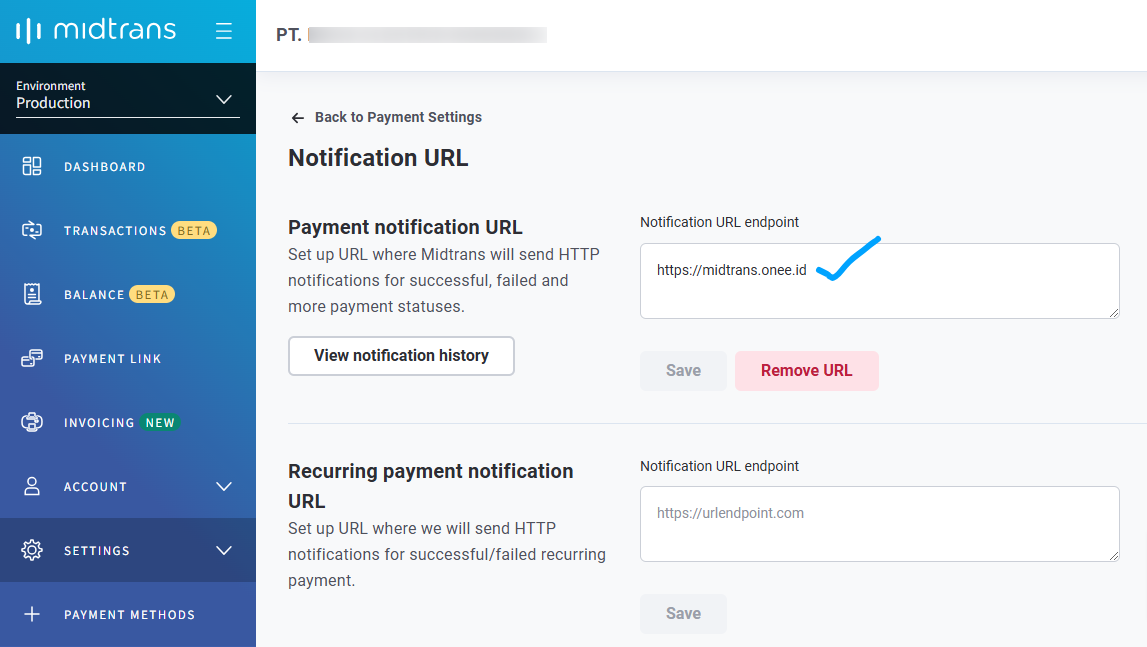 midtrans
Environment
Production
DASHBOARD
TRANSACTIONS BETA
BALANCE BETA
PAYMENT LINK
INVOICING NEW
ACCOUNT
SETTINGS
PAYMENT METHODS
PT.
Back to Payment Settings
Notification URL
Payment notification URL
Set up URL where Midtrans will send HTTP
notifications for successful, failed and
more payment statuses.
View notification history
Notification URL endpoint
https://midtrans.onee.id
Save
Remove URL
Recurring payment notification
URL
Set up URL where we will send HTTP
notifications for successful/failed recurring
payment.
Notification URL endpoint
https://urlendpoint.com
Save